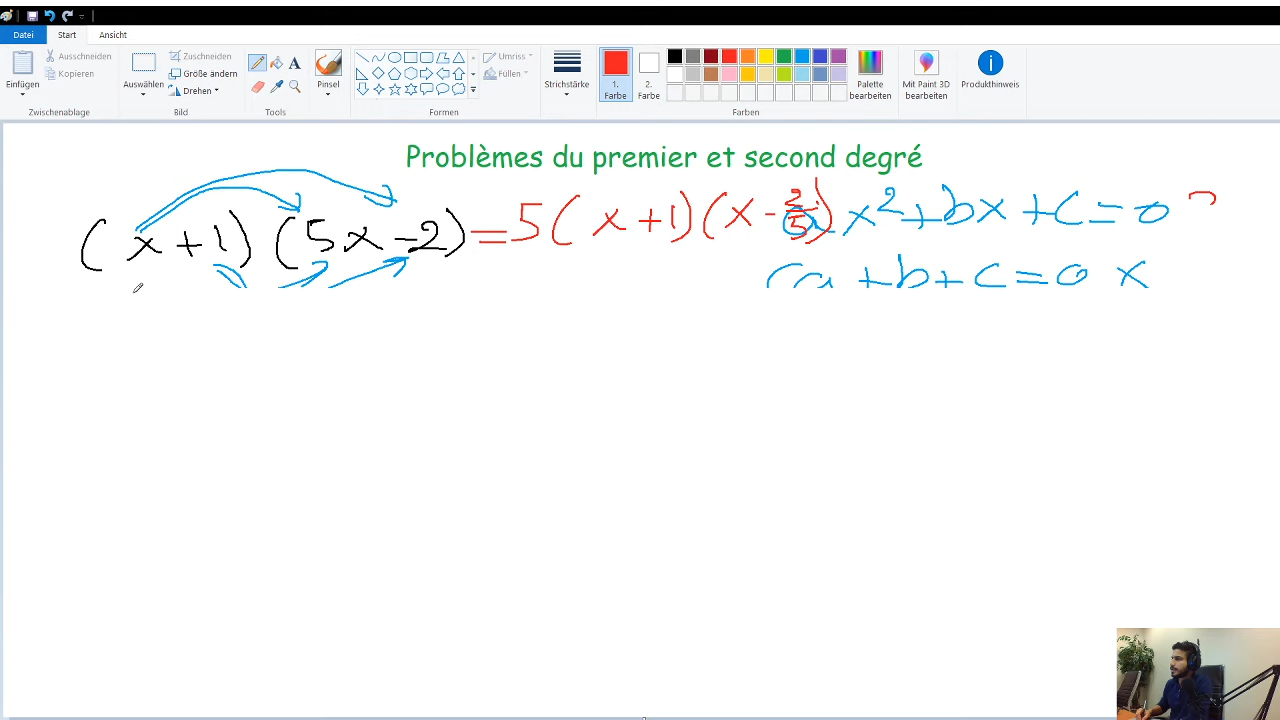 Datei Start Ansicht
Einfügen
Ausschneiden
Zwischenablage
Auswählen
Zuschneiden
Größe ändern
Drehen
Bild
A
Tools
Pinsel
Umriss
Füllen
Formen
Strichstärke
1. Farbe
2. Farbe
Palette bearbeiten
Farben
Mit Paint 3D bearbeiten
Produkthinweis
Problèmes du premier et second degré
(x+1)(5x-2)=5(x+1)(x-2/5)
ax²+bx+c=0
(a+b+c=0 x